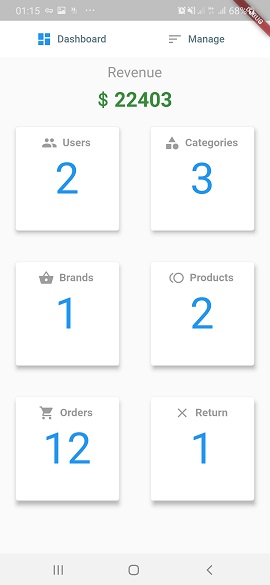 01:15 68%
Dashboard Manage
Revenue
$ 22403
Users Categories
2 3
Brands Products
1 2
Orders Return
12 1